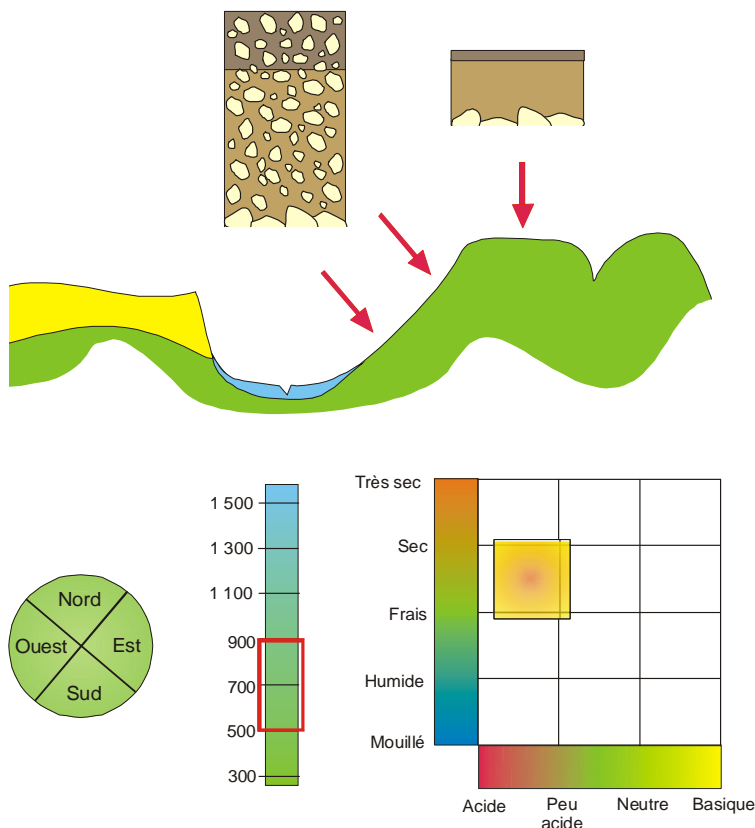 Nord
Ouest
Est
Sud
1 500
1 300
1 100
900
700
500
300
Très sec
Sec
Frais
Humide
Mouillé
Acide
Peu
acide
Neutre
Basique